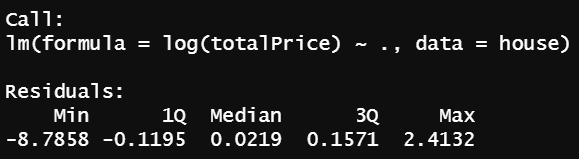 Call:
lm(formula = log(totalPrice) ~ ., data = house)
Residuals:
Min 1Q Median 3Q Max
-8.7858 -0.1195 0.0219 0.1571 2.4132